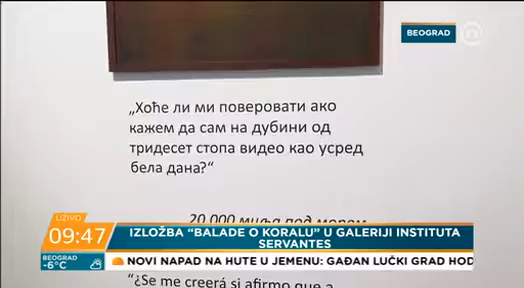 BEOGRAD
„Хоће ли ми поверовати ако
кажем да сам на дубини од
тридесет стопа видео као усред
бела дана?“
20.000 миља под морем
UŽIVO
09:47
IZLOŽBA “BALADE O KORALU” U GALERIJI INSTITUTA
SERVANTES
BEOGRAD
-6°C
NOVI NAPAD NA HUTE U JEMENU: GAĐAN LUČKI GRAD HOD
“¿Se me creerá si afirmo que a